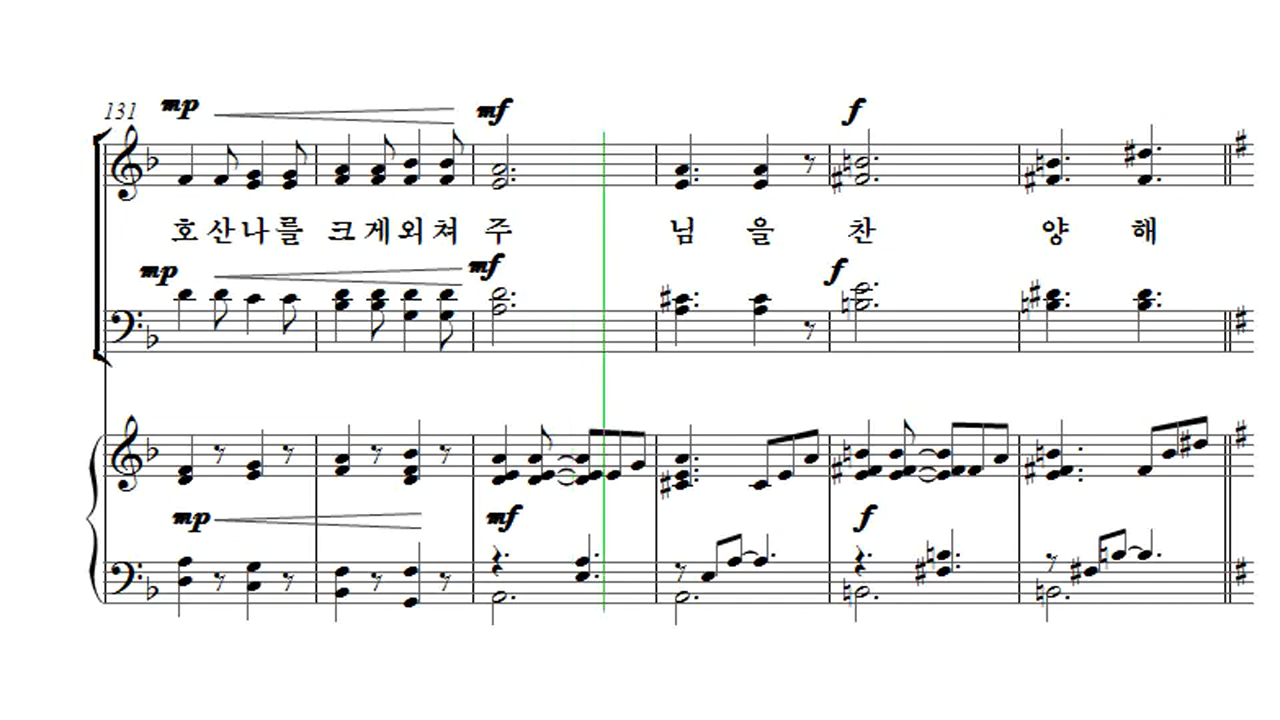 131 mp mf f
호 산 나 를 크 게 외 쳐 주 님 을 찬 양 해
mp mf f
mp mf f